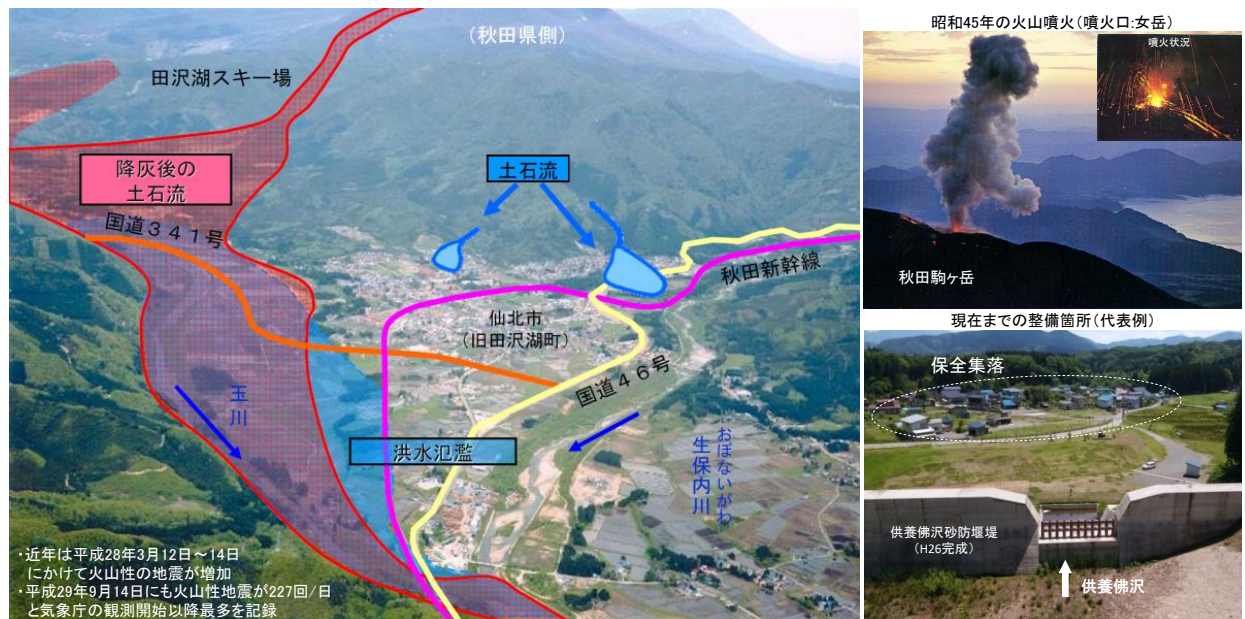 （秋田県側）
田沢湖スキー場
降灰後の
土石流
土石流
国道３４１号
秋田新幹線
仙北市
（旧田沢湖町）
国道４６号
玉川
洪水氾濫
おぼないがわ
生保内川
・近年は平成28年3月12日～14日
にかけて火山性の地震が増加
・平成29年9月14日にも火山性地震が227回/日
と気象庁の観測開始以降最多を記録
昭和45年の火山噴火（噴火口:女岳）
噴火状況
秋田駒ヶ岳
現在までの整備箇所（代表例）
保全集落
供養佛沢砂防堰堤
（H26完成）
供養佛沢